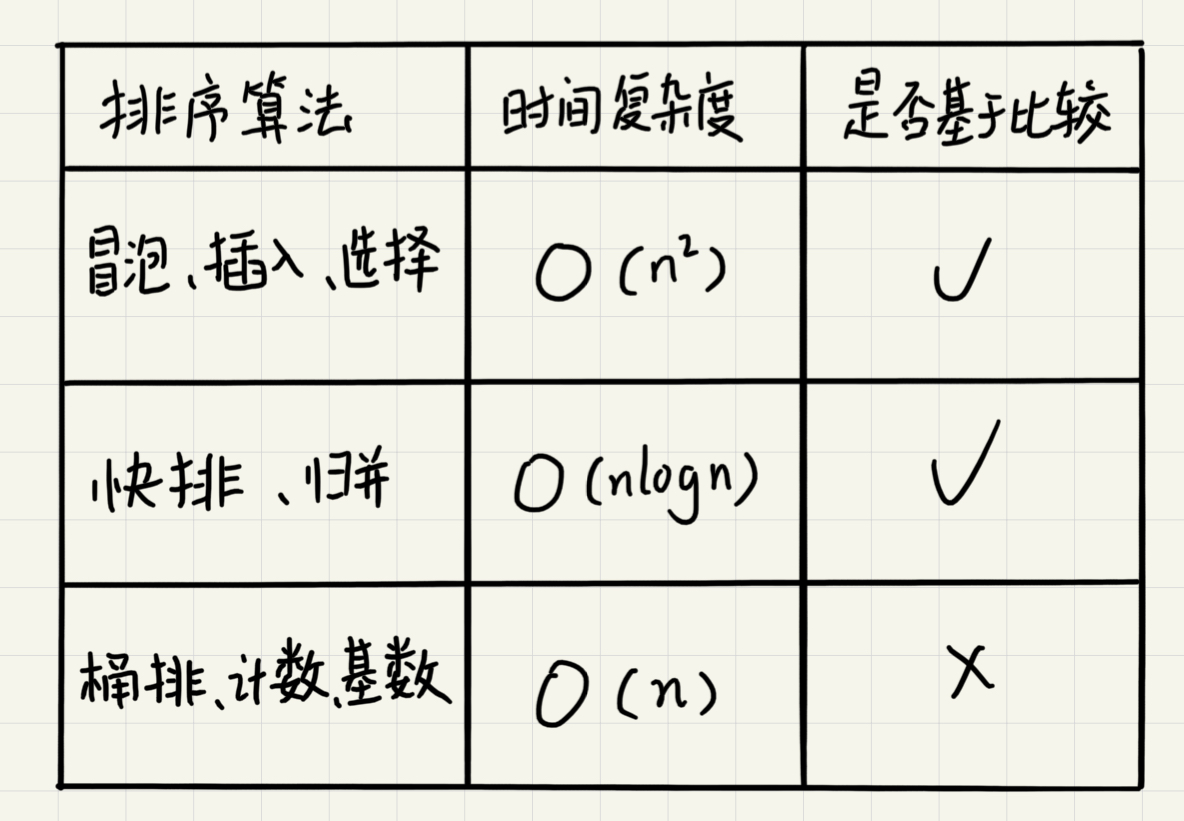 排序算法 时间复杂度 是否基于比较
冒泡、插入、选择 O(n²) ✓
快排、归并 O(nlogn) ✓
桶排、计数、基数 O(n) ×